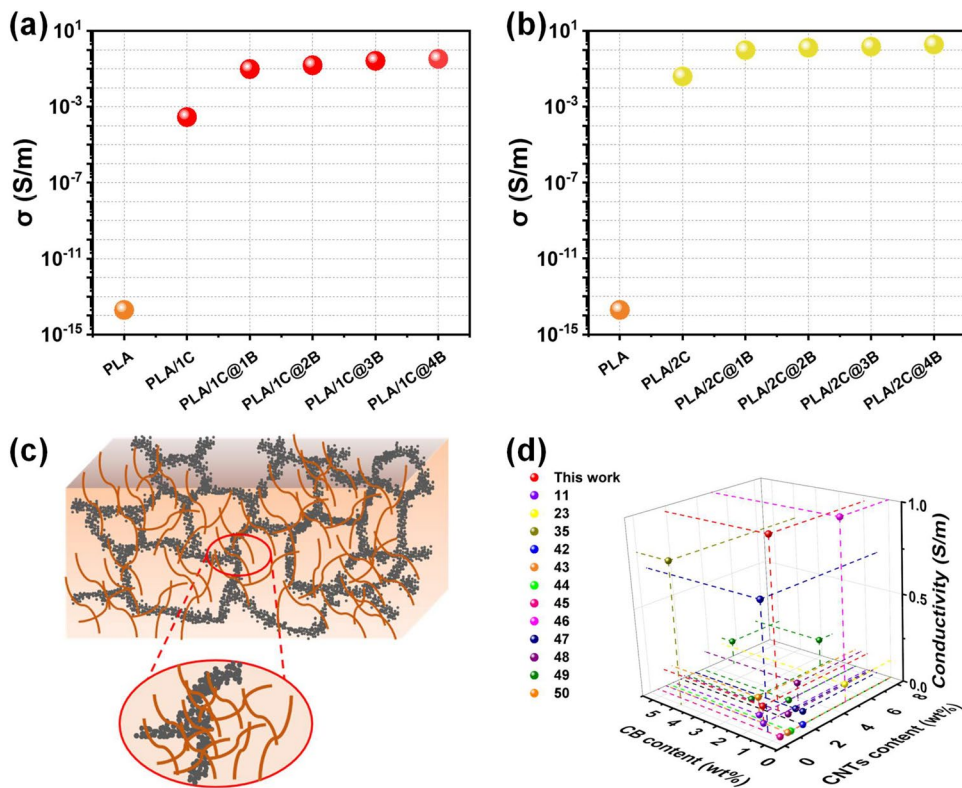 (a)
σ (S/m)
10¹
10⁻³
10⁻⁷
10⁻¹¹
10⁻¹⁵
PLA
PLA/1C
PLA/1C@1B
PLA/1C@2B
PLA/1C@3B
PLA/1C@4B
(b)
σ (S/m)
10¹
10⁻³
10⁻⁷
10⁻¹¹
10⁻¹⁵
PLA
PLA/2C
PLA/2C@1B
PLA/2C@2B
PLA/2C@3B
PLA/2C@4B
(c)
(d)
This work
11
23
35
42
43
44
45
46
47
48
49
50
1.0
0.5
0.0
Conductivity (S/m)
5 4 3 2 1 0
CB content (wt%)
0 2 4 6 8
CNTs content (wt%)